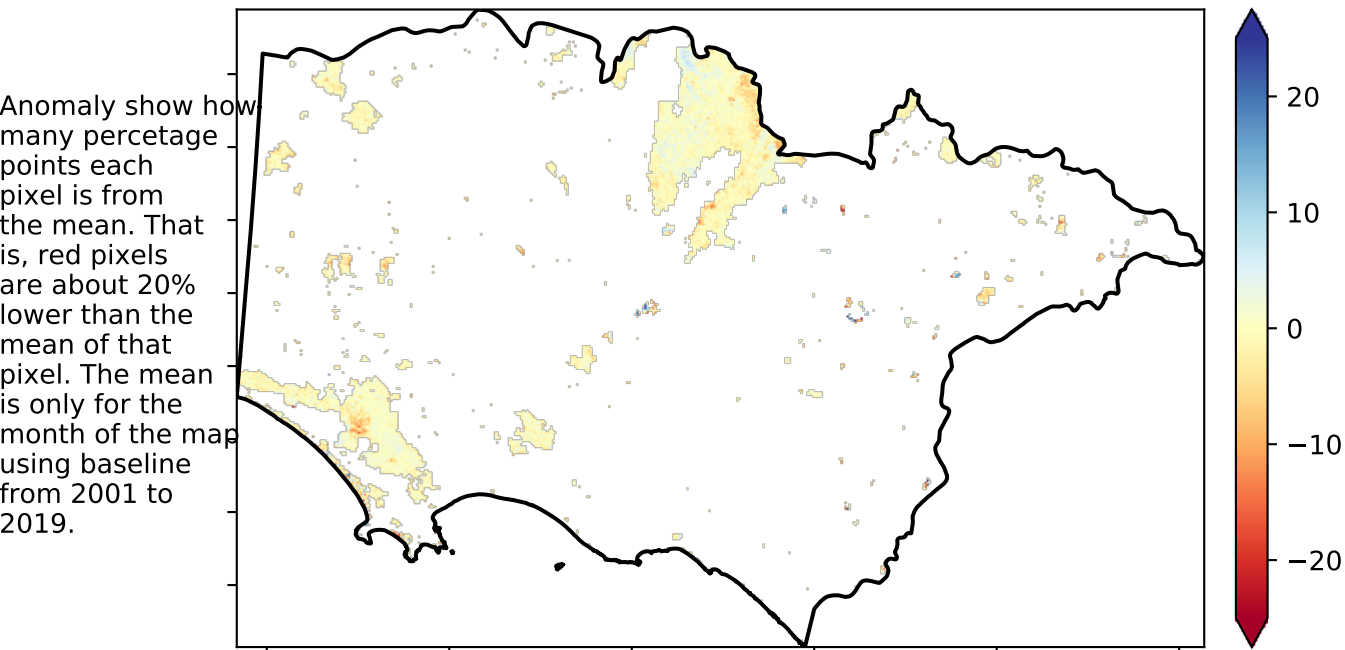 Anomaly show how
many percetage
points each
pixel is from
the mean. That
is, red pixels
are about 20%
lower than the
mean of that
pixel. The mean
is only for the
month of the map
using baseline
from 2001 to
2019.
20
10
0
−10
−20